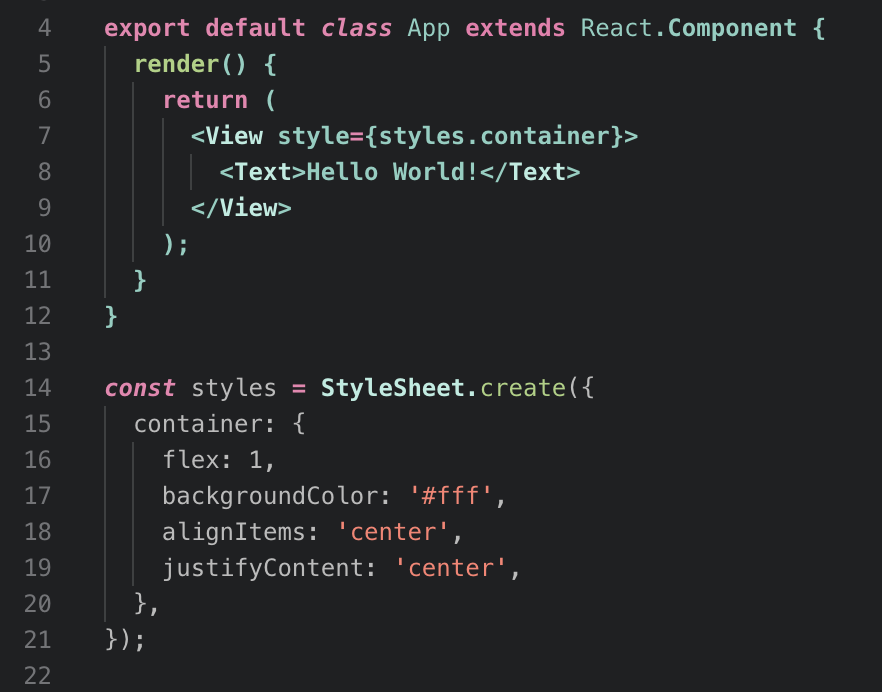 4 export default class App extends React.Component {
5   render() {
6     return (
7       <View style={styles.container}>
8         <Text>Hello World!</Text>
9       </View>
10     );
11   }
12 }
13
14 const styles = StyleSheet.create({
15   container: {
16     flex: 1,
17     backgroundColor: '#fff',
18     alignItems: 'center',
19     justifyContent: 'center',
20   },
21 });
22